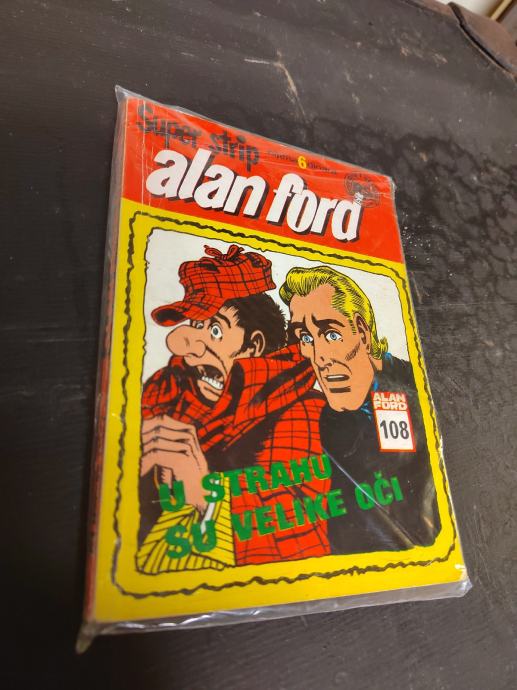 Super strip
6
alan ford
ALAN
FORD
108
U STRAHU
SU VELIKE OČI